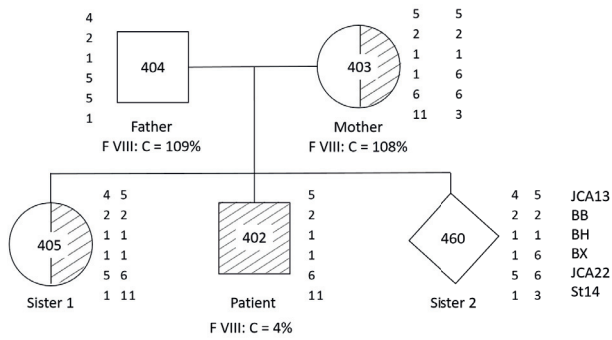 4
2
1
5
5
1
404
Father
F VIII: C = 109%
403
Mother
F VIII: C = 108%
5 5
2 2
1 1
1 6
6 6
11 3
405
Sister 1
4 5
2 2
1 1
1 1
5 6
1 11
402
Patient
F VIII: C = 4%
5
2
1
1
6
11
460
Sister 2
4 5 JCA13
2 2 BB
1 1 BH
1 6 BX
5 6 JCA22
1 3 St14